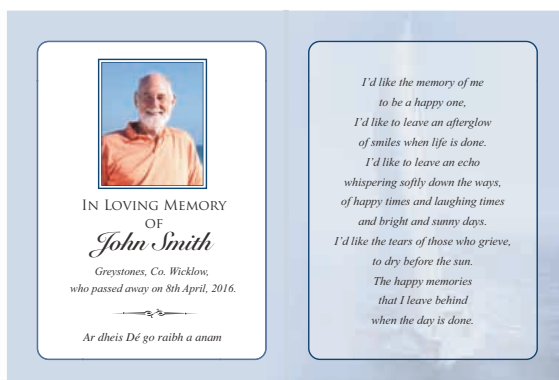 IN LOVING MEMORY
OF
John Smith
Greystones, Co. Wicklow,
who passed away on 8th April, 2016.
Ar dheis Dé go raibh a anam
I'd like the memory of me
to be a happy one,
I'd like to leave an afterglow
of smiles when life is done.
I'd like to leave an echo
whispering softly down the ways,
of happy times and laughing times
and bright and sunny days.
I'd like the tears of those who grieve,
to dry before the sun.
The happy memories
that I leave behind
when the day is done.